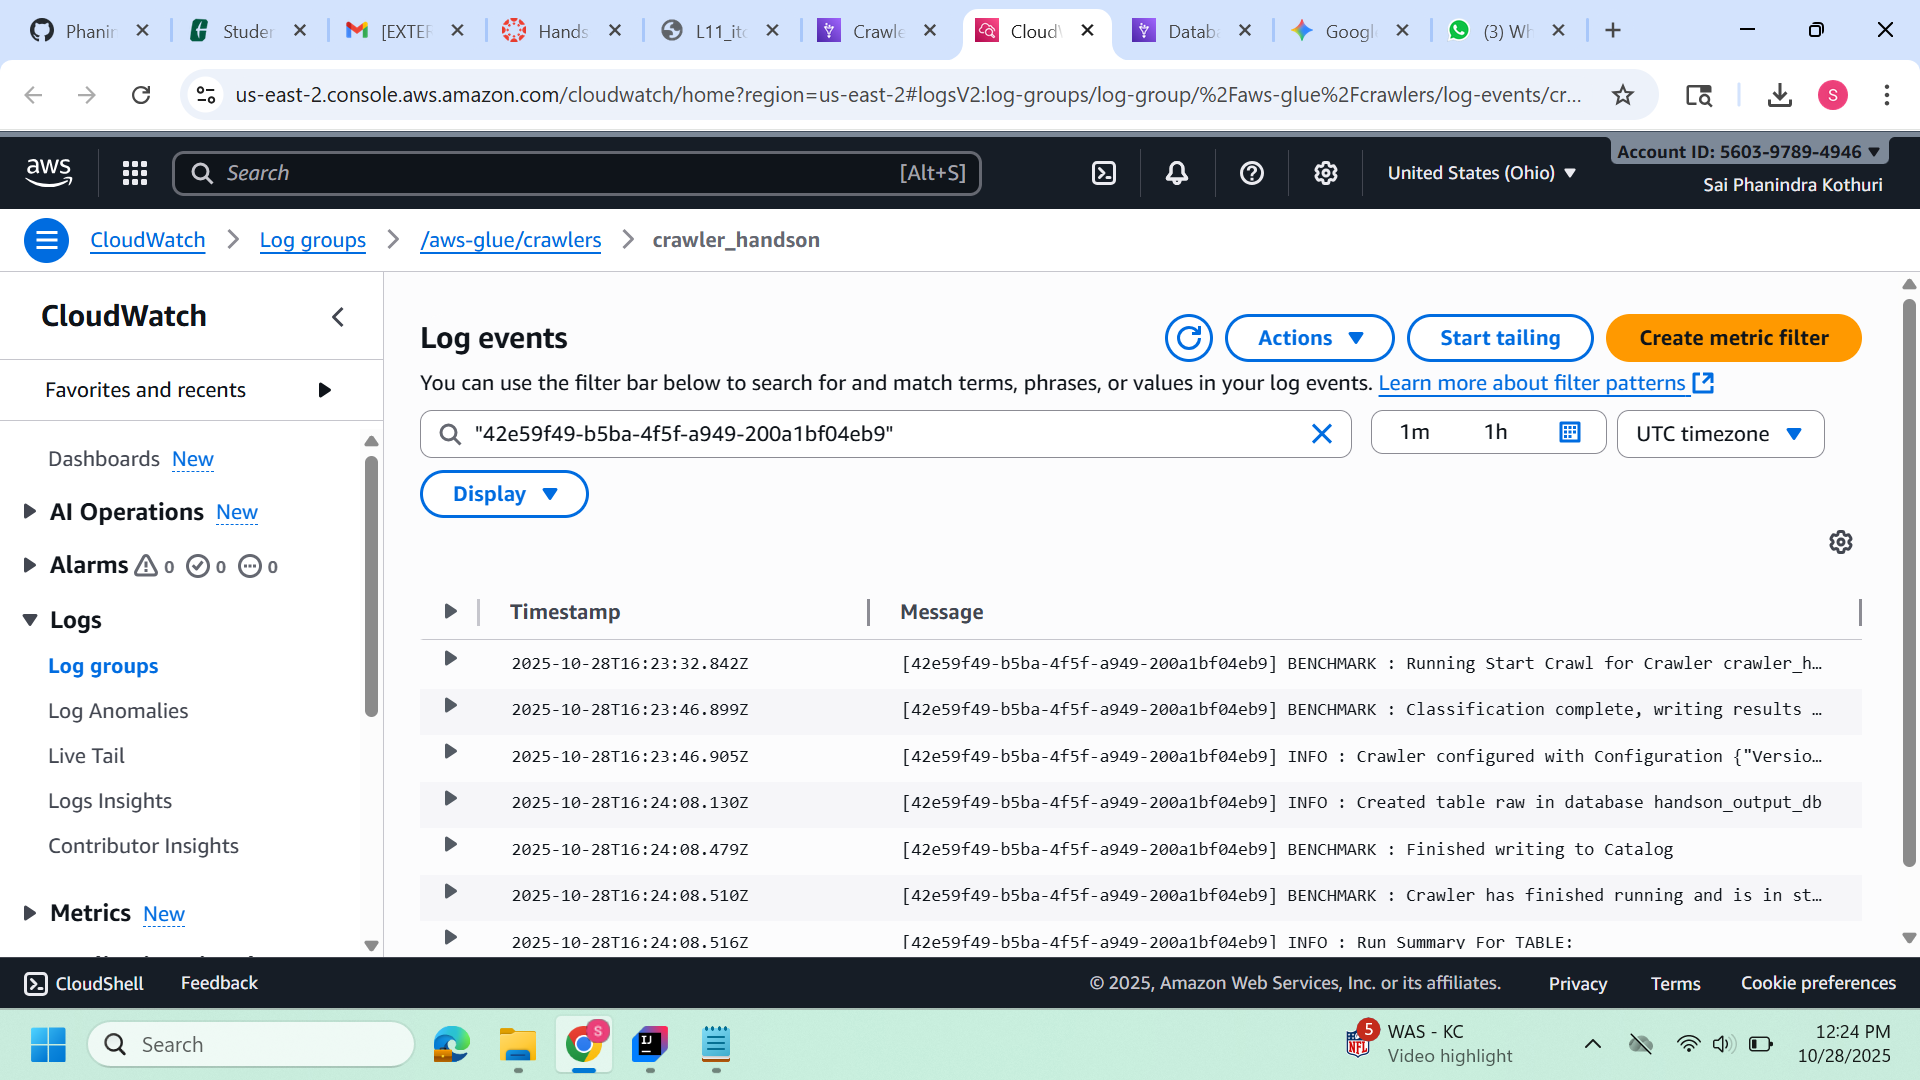 Phanir
Studer
[EXTER
Hands
L11_itc
Crawle
CloudW
Databa
Google
(3) Wh
us-east-2.console.aws.amazon.com/cloudwatch/home?region=us-east-2#logsV2:log-groups/log-group/%2Faws-glue%2Fcrawlers/log-events/cr...
S
aws
Search
[Alt+S]
United States (Ohio)
Account ID: 5603-9789-4946
Sai Phanindra Kothuri
CloudWatch
Log groups
/aws-glue/crawlers
crawler_handson
CloudWatch
Favorites and recents
Dashboards New
AI Operations New
Alarms 0 0 0
Logs
Log groups
Log Anomalies
Live Tail
Logs Insights
Contributor Insights
Metrics New
Log events
Actions
Start tailing
Create metric filter
You can use the filter bar below to search for and match terms, phrases, or values in your log events. Learn more about filter patterns
"42e59f49-b5ba-4f5f-a949-200a1bf04eb9"
1m
1h
UTC timezone
Display
Timestamp
Message
2025-10-28T16:23:32.842Z [42e59f49-b5ba-4f5f-a949-200a1bf04eb9] BENCHMARK : Running Start Crawl for Crawler crawler_h…
2025-10-28T16:23:46.899Z [42e59f49-b5ba-4f5f-a949-200a1bf04eb9] BENCHMARK : Classification complete, writing results …
2025-10-28T16:23:46.905Z [42e59f49-b5ba-4f5f-a949-200a1bf04eb9] INFO : Crawler configured with Configuration {"Versio…
2025-10-28T16:24:08.130Z [42e59f49-b5ba-4f5f-a949-200a1bf04eb9] INFO : Created table raw in database handson_output_db
2025-10-28T16:24:08.479Z [42e59f49-b5ba-4f5f-a949-200a1bf04eb9] BENCHMARK : Finished writing to Catalog
2025-10-28T16:24:08.510Z [42e59f49-b5ba-4f5f-a949-200a1bf04eb9] BENCHMARK : Crawler has finished running and is in st…
2025-10-28T16:24:08.516Z [42e59f49-b5ba-4f5f-a949-200a1bf04eb9] INFO : Run Summary For TABLE:
CloudShell
Feedback
© 2025, Amazon Web Services, Inc. or its affiliates.
Privacy
Terms
Cookie preferences
Search
S
IJ
NFL
5
WAS - KC
Video highlight
12:24 PM
10/28/2025